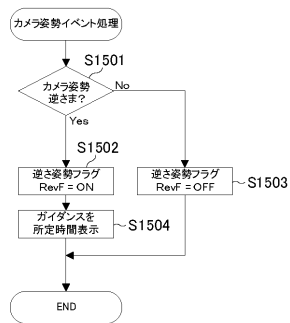 カメラ姿勢イベント処理
S1501
カメラ姿勢
逆さま?
No
Yes
S1502
逆さ姿勢フラグ
RevF=ON
逆さ姿勢フラグ
RevF=OFF
S1503
ガイダンスを
所定時間表示
S1504
END